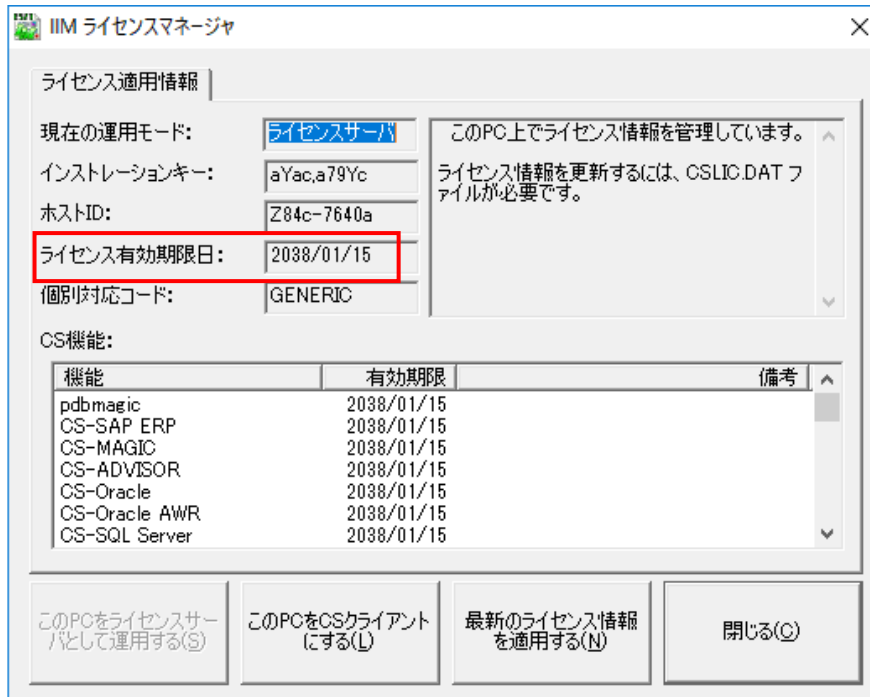 IIM ライセンスマネージャ
ライセンス適用情報
現在の運用モード: ライセンスサーバ
インストレーションキー: aYac,a79Yc
ホストID: Z84c-7640a
ライセンス有効期限日: 2038/01/15
個別対応コード: GENERIC
このPC上でライセンス情報を管理しています。
ライセンス情報を更新するには、CSLIC.DAT フ
ァイルが必要です。
CS機能:
機能 有効期限 備考
pdbmagic 2038/01/15
CS-SAP ERP 2038/01/15
CS-MAGIC 2038/01/15
CS-ADVISOR 2038/01/15
CS-Oracle 2038/01/15
CS-Oracle AWR 2038/01/15
CS-SQL Server 2038/01/15
このPCをライセンスサー
バとして運用する(S)
このPCをCSクライアント
にする(L)
最新のライセンス情報
を適用する(N)
閉じる(C)